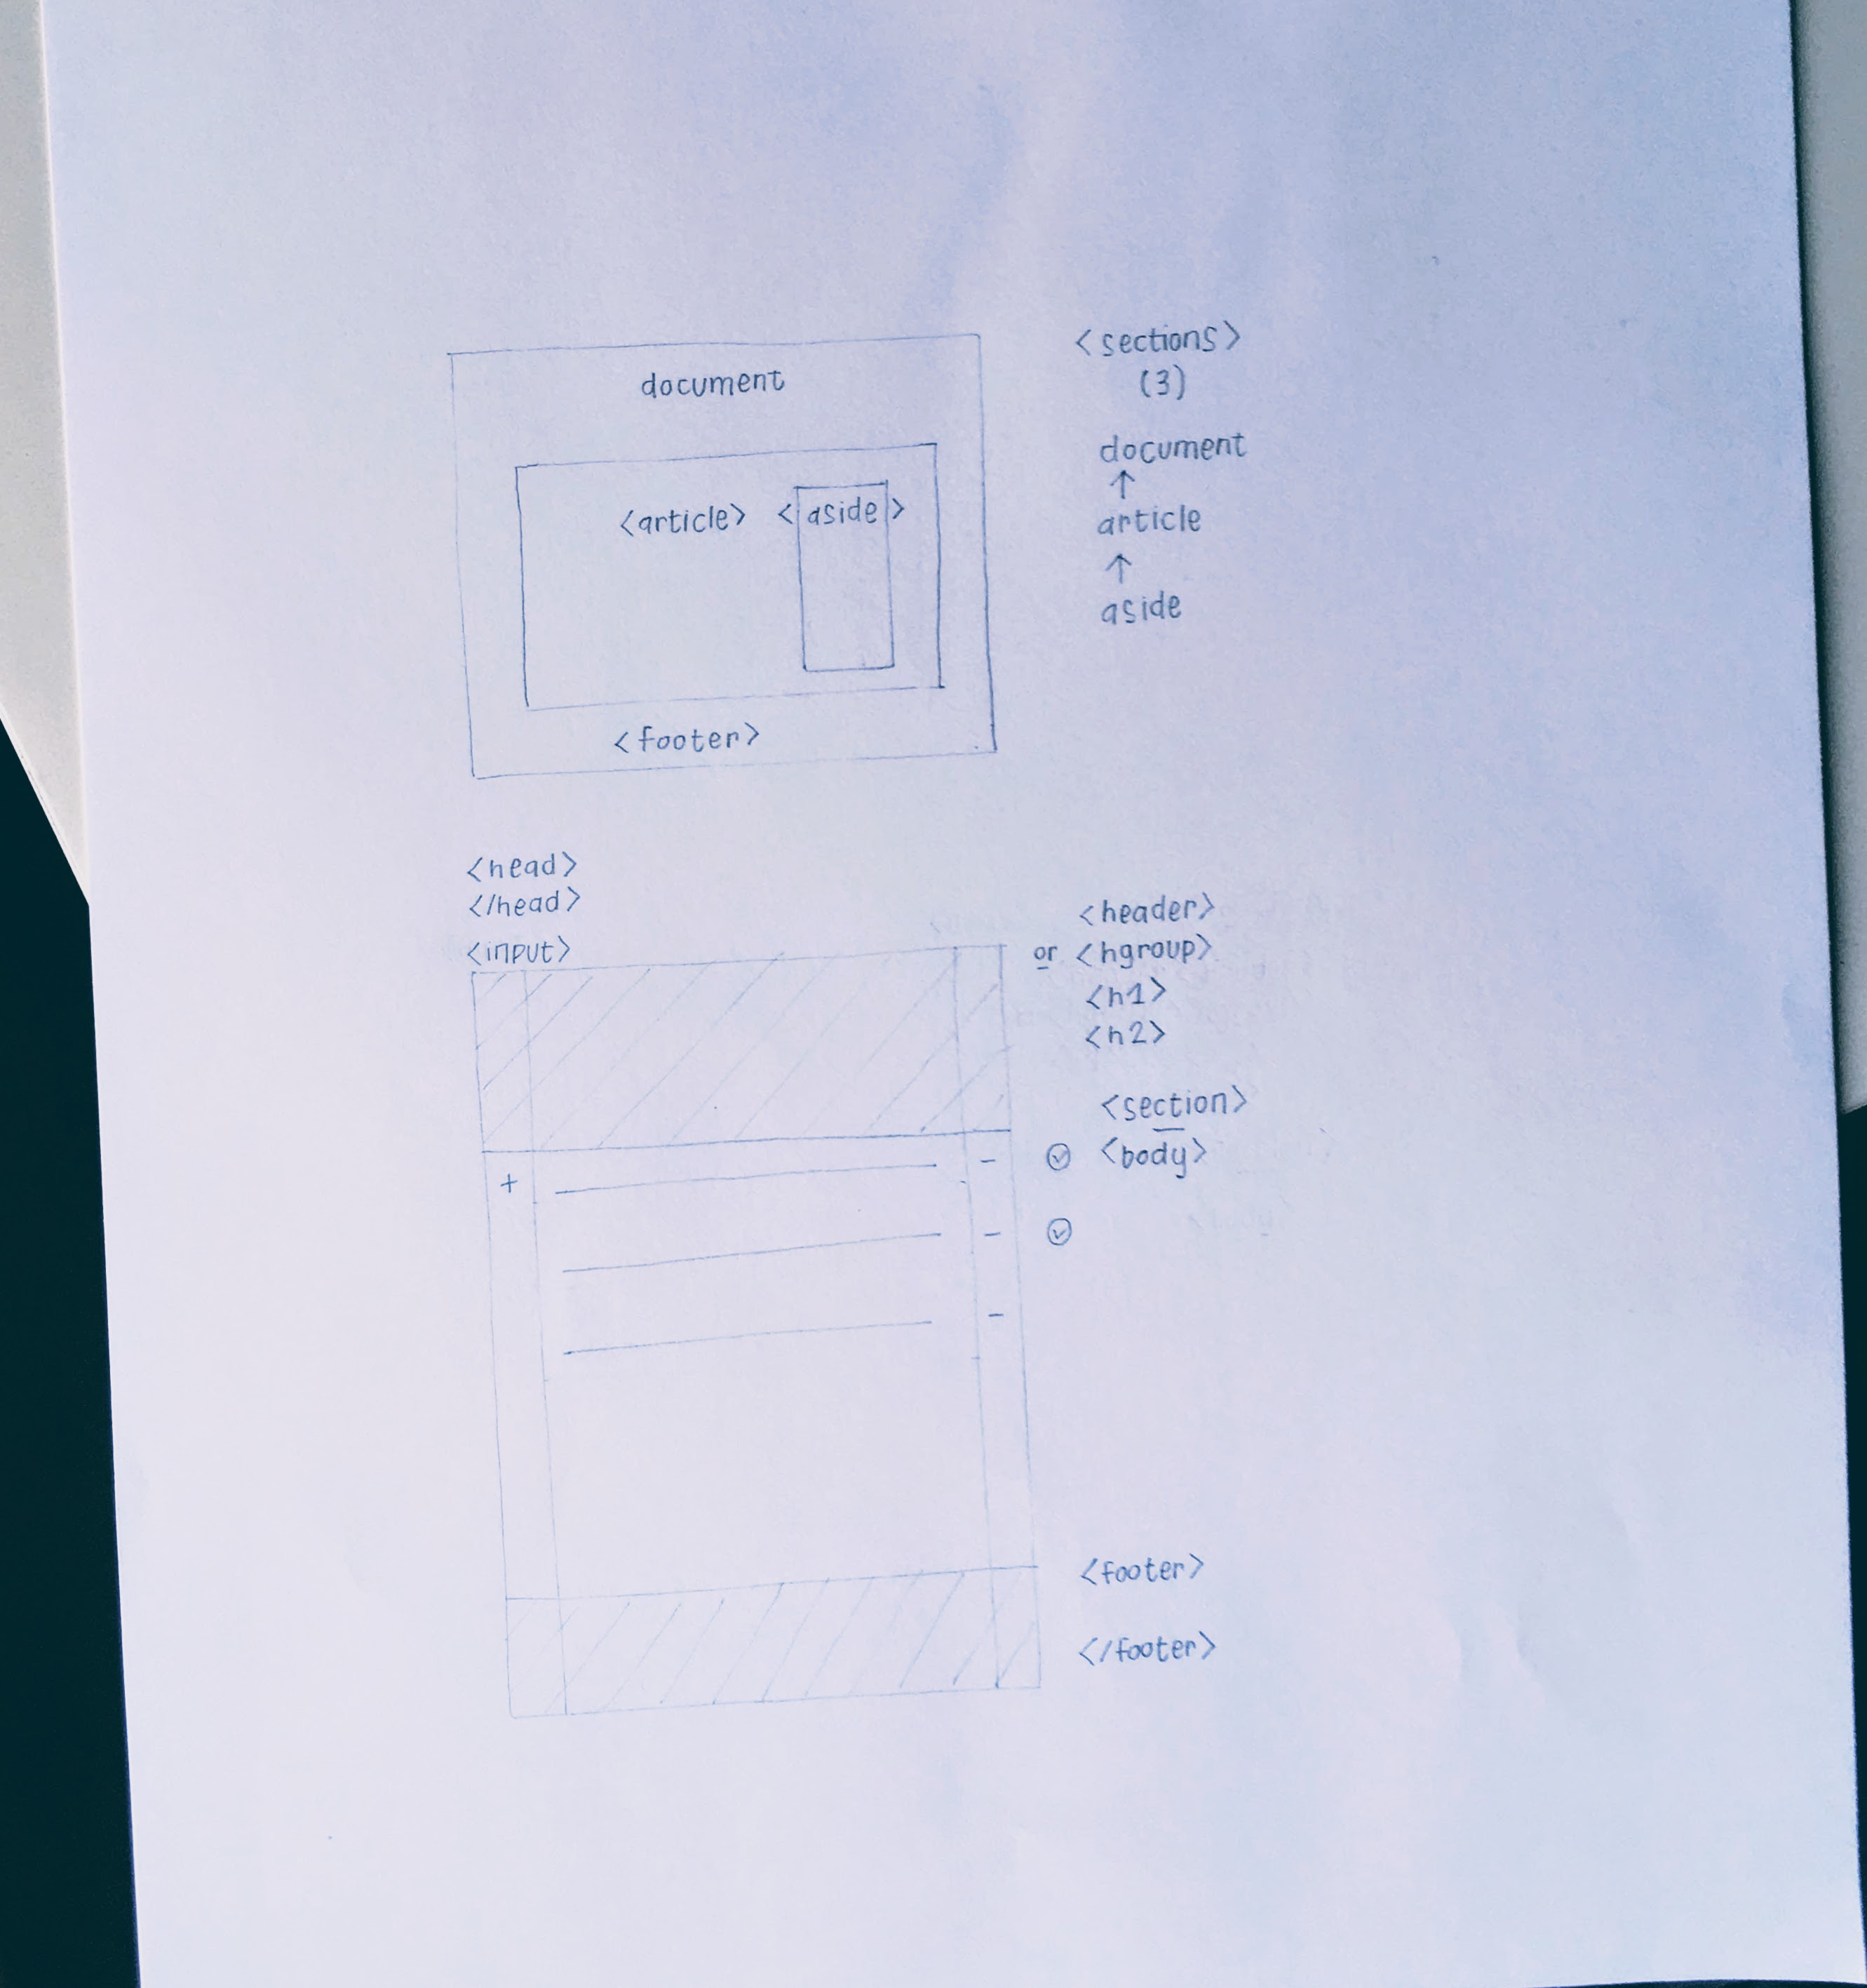 document
<article> <aside>
<footer>
<sections>
(3)
document
↑
article
↑
aside
<head>
</head>
<input>
<header>
or <hgroup>
<h1>
<h2>
<section>
<body>
+
-
-
-
<footer>
</footer>